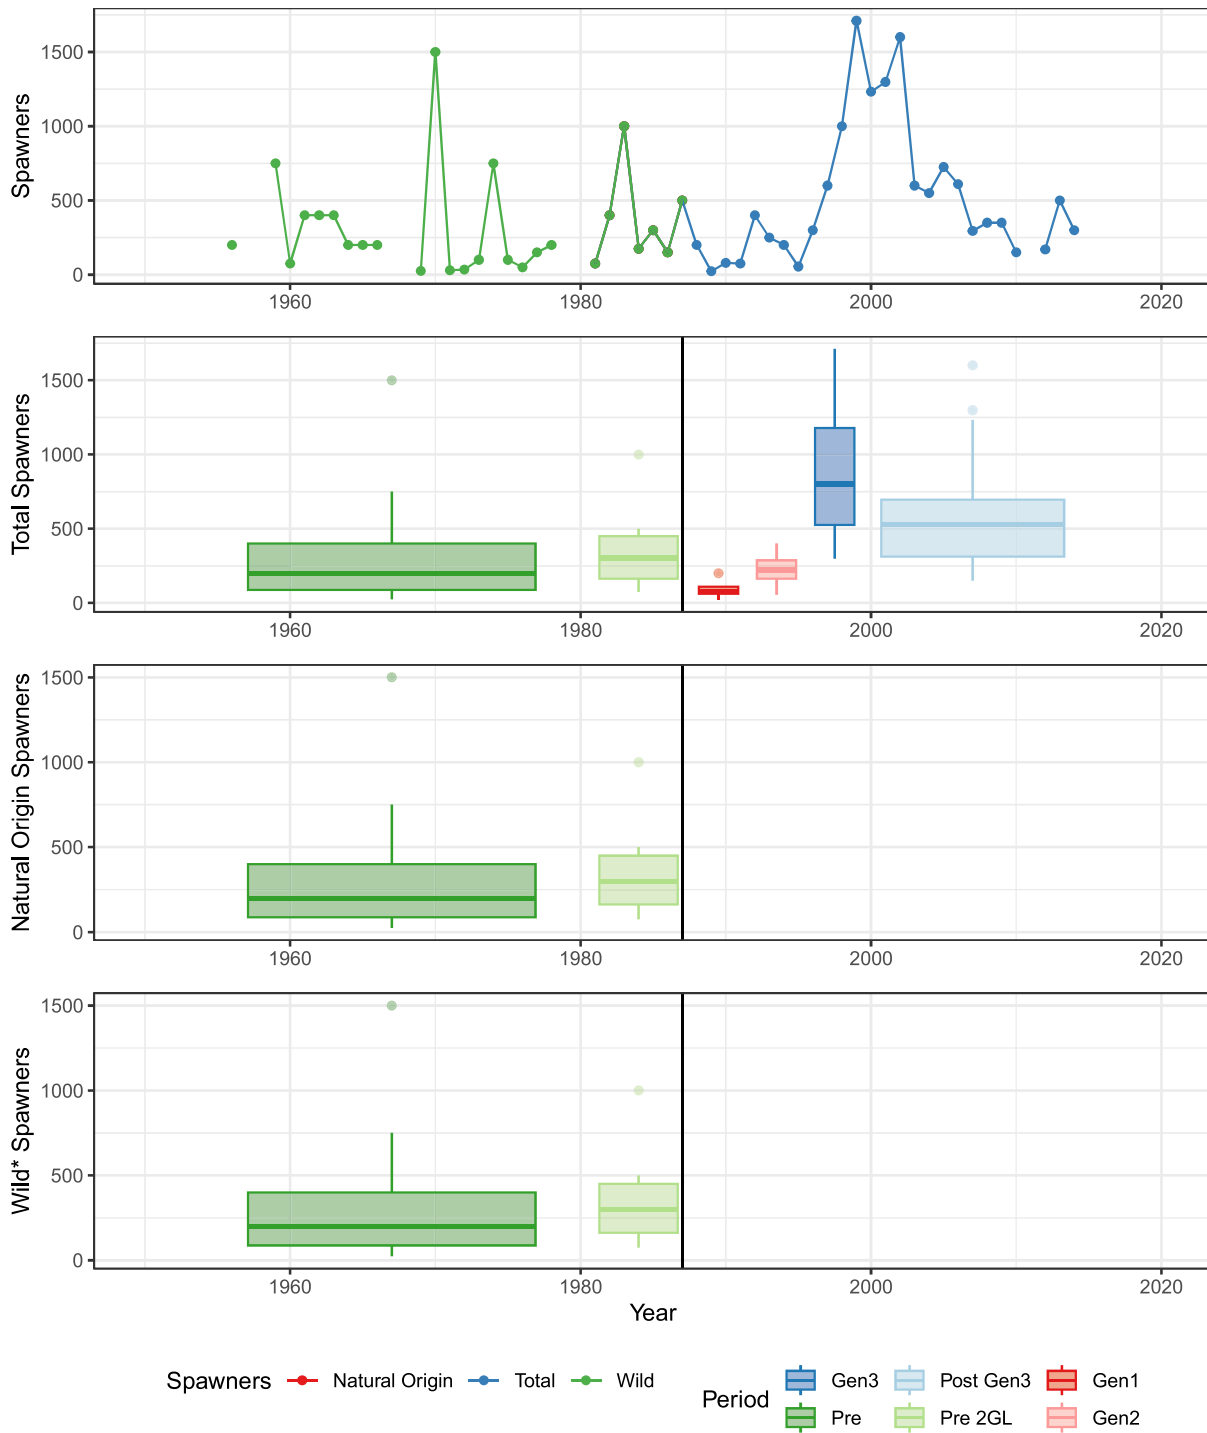 Spawners
1500
1000
500
0
1960 1980 2000 2020
Total Spawners
1500
1000
500
0
1960 1980 2000 2020
Natural Origin Spawners
1500
1000
500
0
1960 1980 2000 2020
Wild* Spawners
1500
1000
500
0
1960 1980 2000 2020
Year
Spawners Natural Origin Total Wild
Period
Gen3 Post Gen3 Gen1
Pre Pre 2GL Gen2